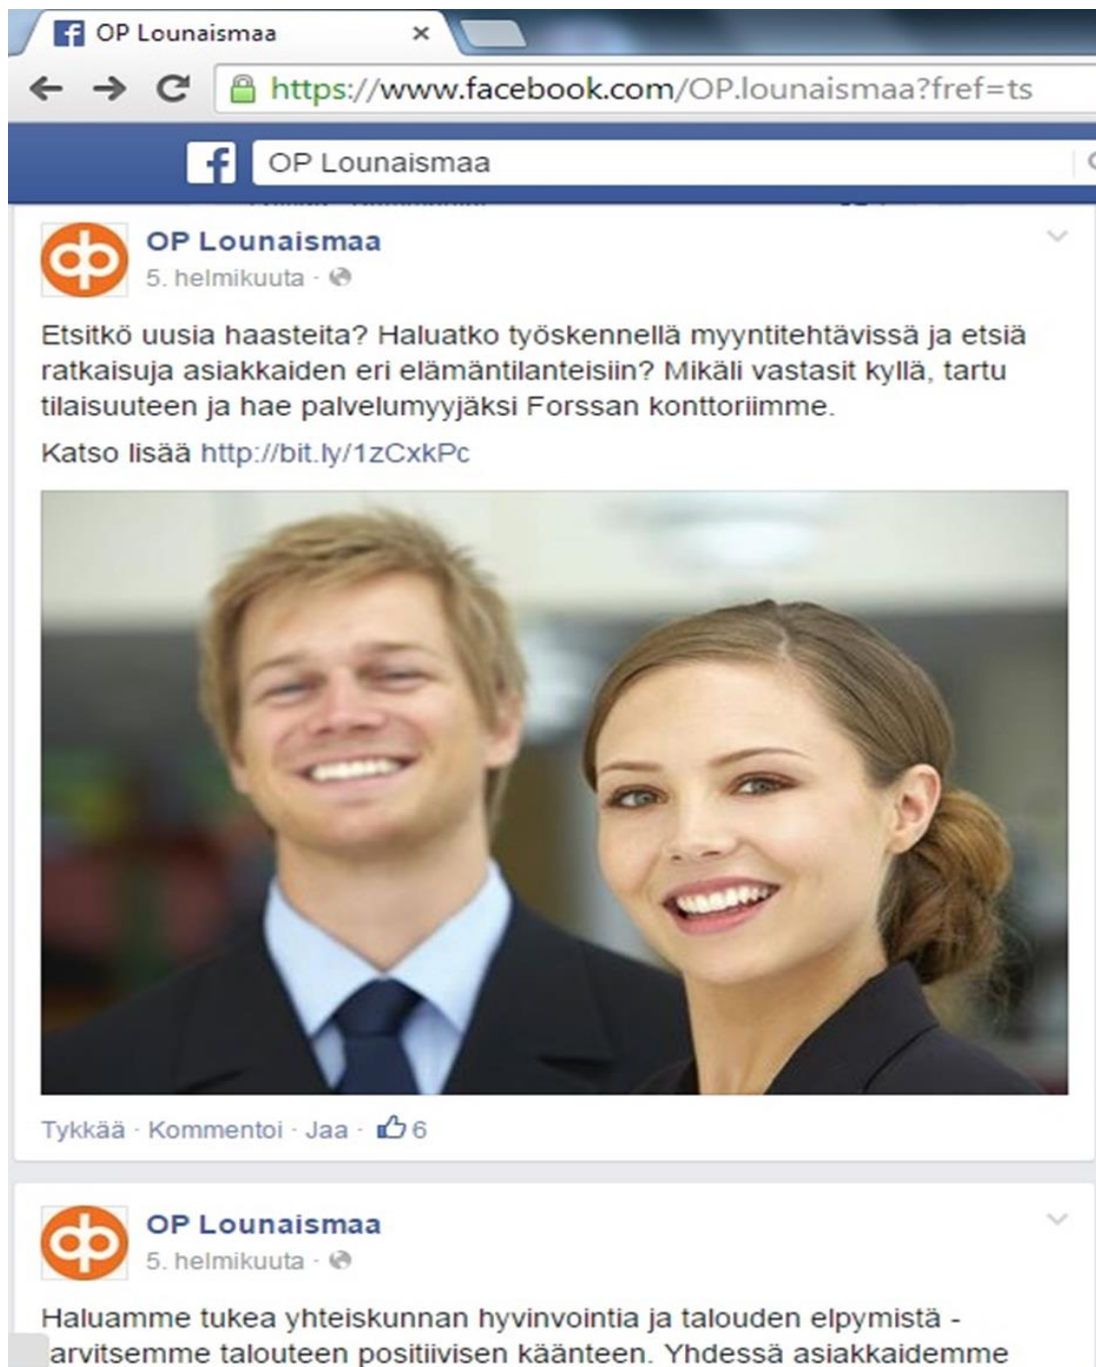 OP Lounaismaa
https://www.facebook.com/OP.lounaismaa?fref=ts
OP Lounaismaa
OP Lounaismaa
5. helmikuuta ·
Etsitkö uusia haasteita? Haluatko työskennellä myyntitehtävissä ja etsiä
ratkaisuja asiakkaiden eri elämäntilanteisiin? Mikäli vastasit kyllä, tartu
tilaisuuteen ja hae palvelumyyjäksi Forssan konttoriimme.
Katso lisää http://bit.ly/1zCxkPc
Tykkää · Kommentoi · Jaa · 6
OP Lounaismaa
5. helmikuuta ·
Haluamme tukea yhteiskunnan hyvinvointia ja talouden elpymistä -
arvitsemme talouteen positiivisen käänteen. Yhdessä asiakkaidemme